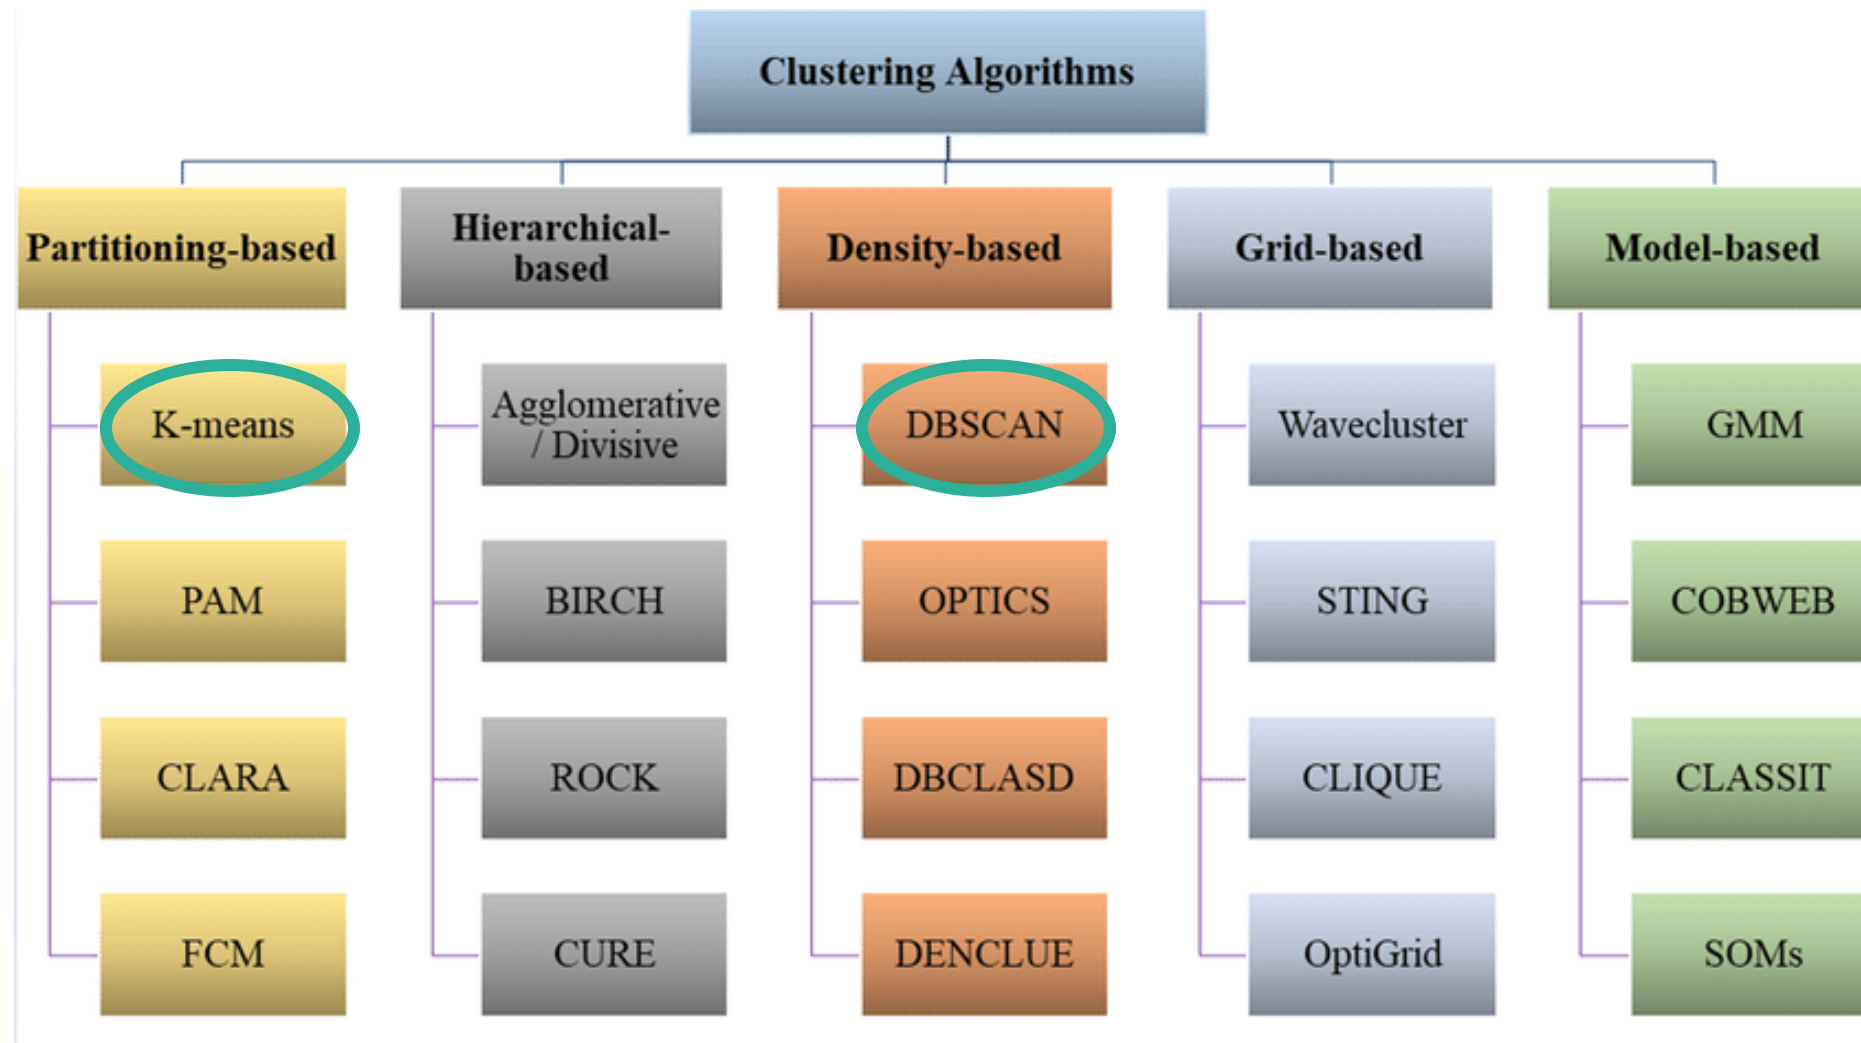 Clustering Algorithms
Partitioning-based
Hierarchical-
based
Density-based
Grid-based
Model-based
K-means
Agglomerative
/ Divisive
DBSCAN
Wavecluster
GMM
PAM
BIRCH
OPTICS
STING
COBWEB
CLARA
ROCK
DBCLASD
CLIQUE
CLASSIT
FCM
CURE
DENCLUE
OptiGrid
SOMs